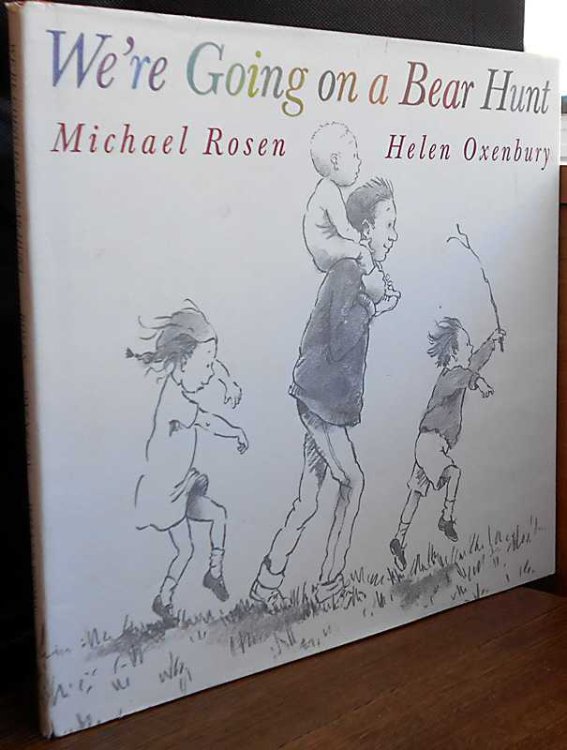 We're Going on a Bear Hunt
Michael Rosen Helen Oxenbury